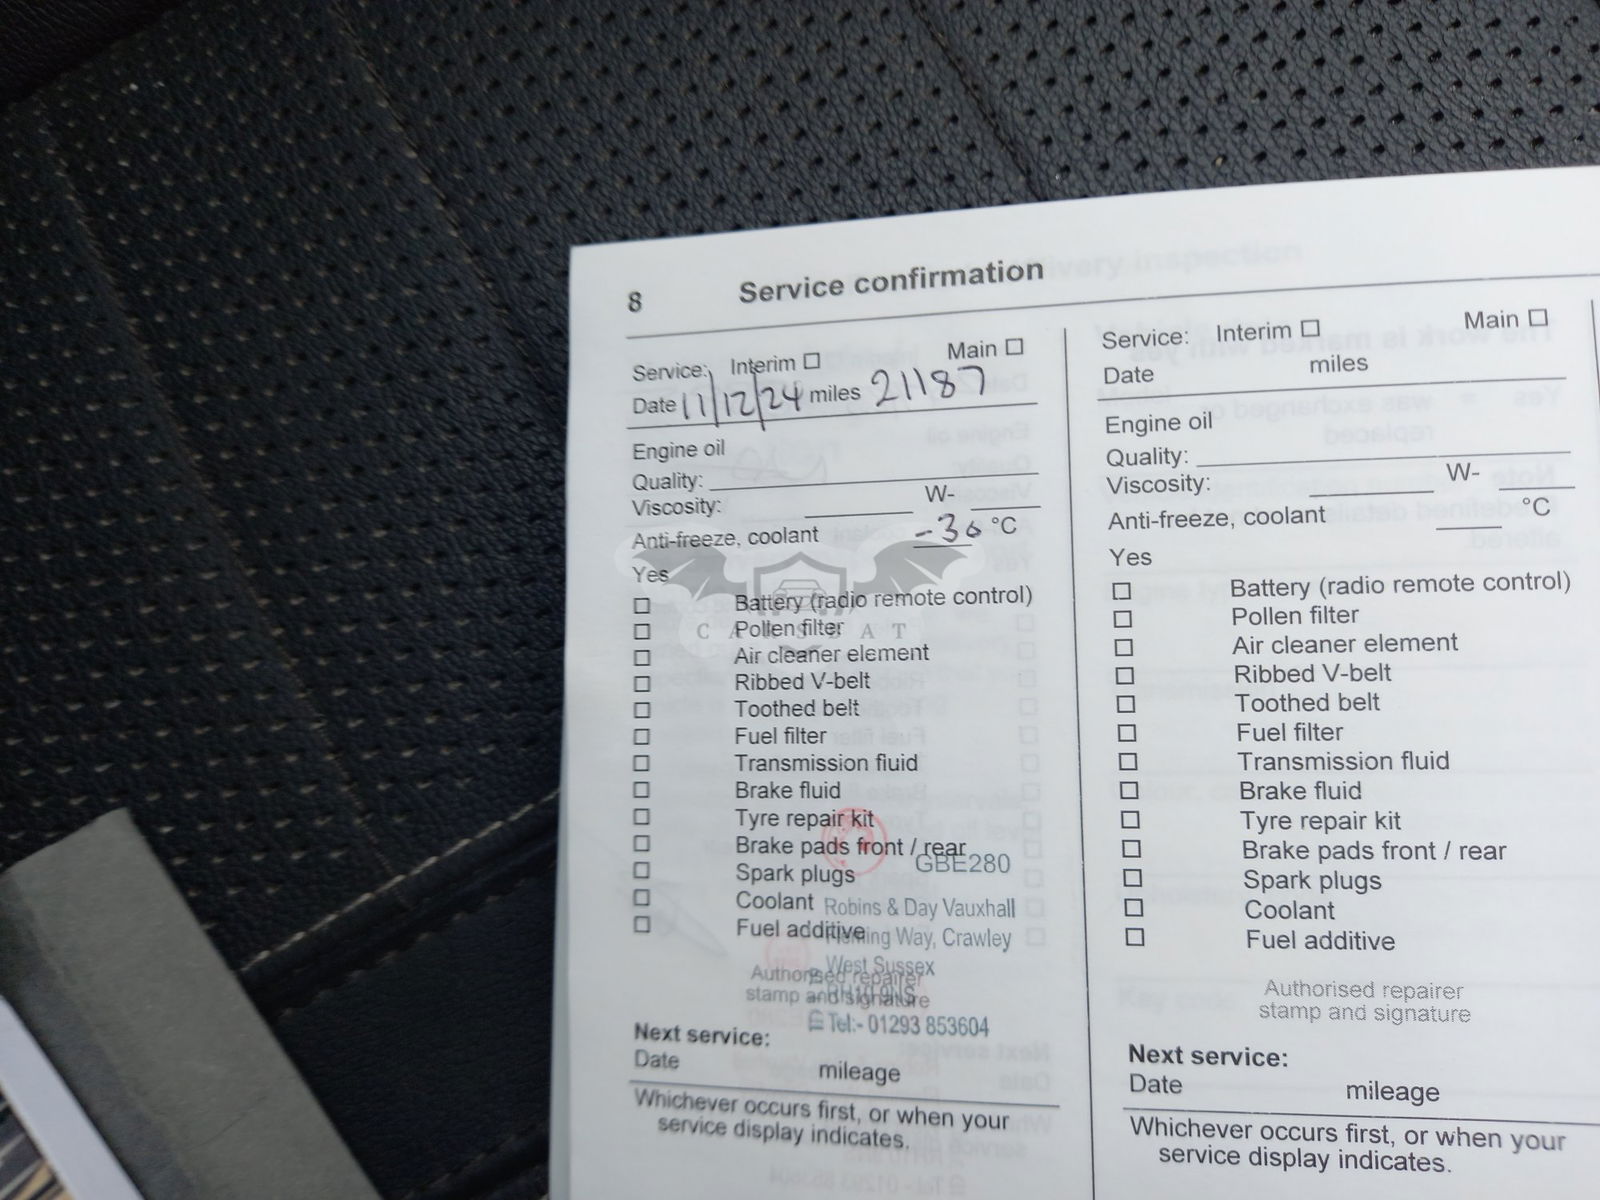 8 Service confirmation
Service: Interim ☐ Main ☐
Date 11/12/24 miles 21187
Engine oil
Quality:
Viscosity: W-
Anti-freeze, coolant -36 °C
Yes
☐ Battery (radio remote control)
☐ Pollen filter
☐ Air cleaner element
☐ Ribbed V-belt
☐ Toothed belt
☐ Fuel filter
☐ Transmission fluid
☐ Brake fluid
☐ Tyre repair kit
☐ Brake pads front / rear
☐ Spark plugs
☐ Coolant
☐ Fuel additive
GBE280
Robins & Day Vauxhall
Fleming Way, Crawley
West Sussex
RH10 9NS
Tel:- 01293 853604
Authorised repairer
stamp and signature
Next service:
Date mileage
Whichever occurs first, or when your
service display indicates.
Service: Interim ☐ Main ☐
Date miles
Engine oil
Quality:
Viscosity: W-
Anti-freeze, coolant °C
Yes
☐ Battery (radio remote control)
☐ Pollen filter
☐ Air cleaner element
☐ Ribbed V-belt
☐ Toothed belt
☐ Fuel filter
☐ Transmission fluid
☐ Brake fluid
☐ Tyre repair kit
☐ Brake pads front / rear
☐ Spark plugs
☐ Coolant
☐ Fuel additive
Authorised repairer
stamp and signature
Next service:
Date mileage
Whichever occurs first, or when your
service display indicates.